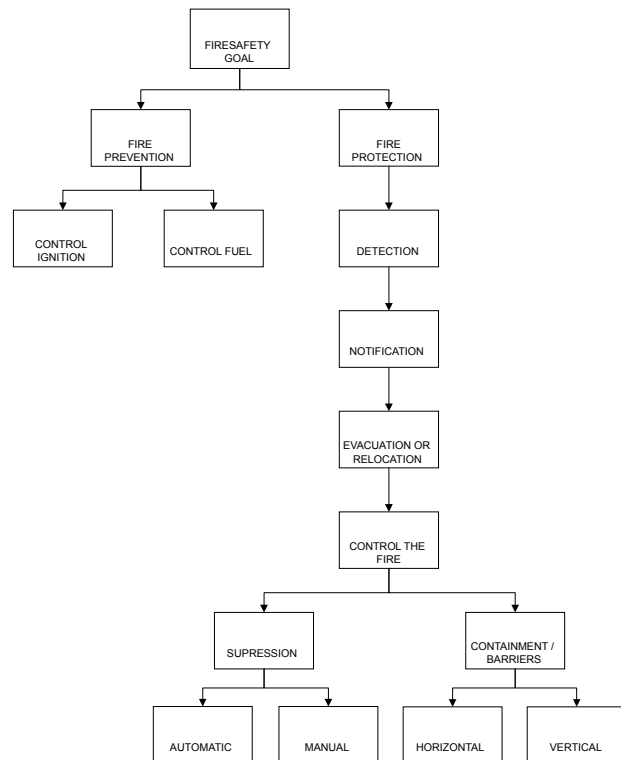 FIRESAFETY
GOAL
FIRE
PREVENTION
FIRE
PROTECTION
CONTROL
IGNITION
CONTROL FUEL
DETECTION
NOTIFICATION
EVACUATION OR
RELOCATION
CONTROL THE
FIRE
SUPRESSION
CONTAINMENT /
BARRIERS
AUTOMATIC
MANUAL
HORIZONTAL
VERTICAL